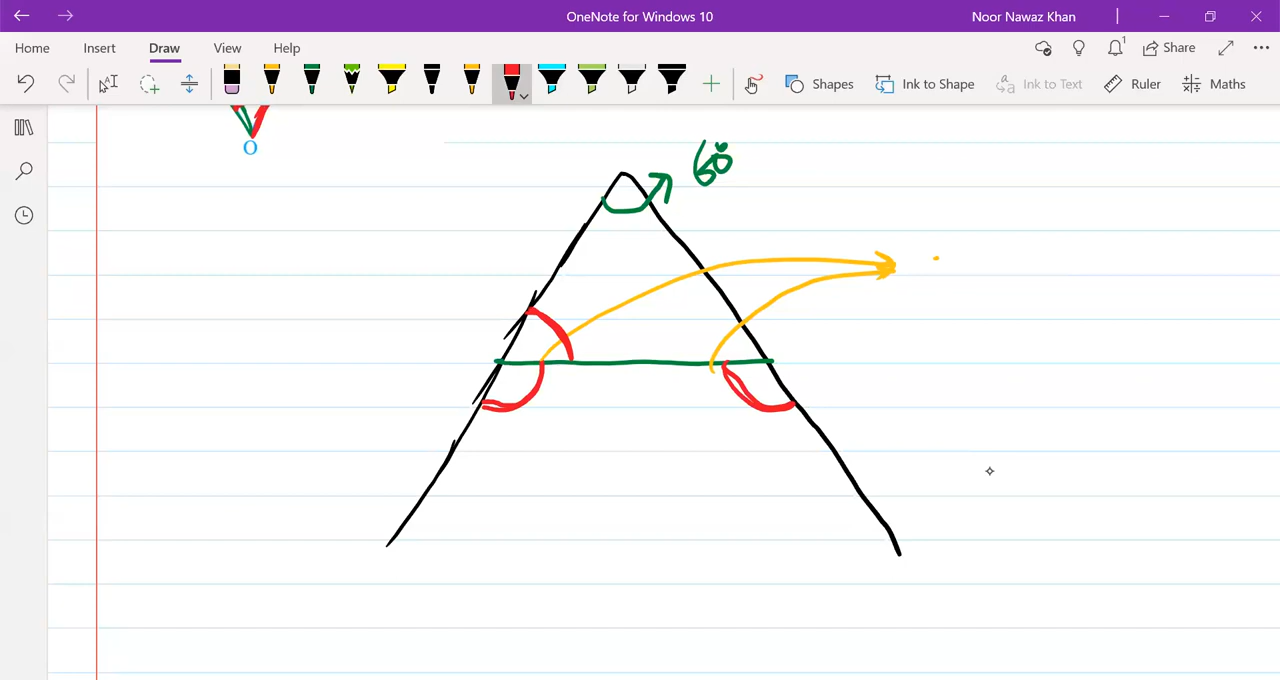 OneNote for Windows 10
Noor Nawaz Khan
Home Insert Draw View Help
1
Share
Ink to Shape
Shapes
Ink to Text
Ruler
Maths
O
60°